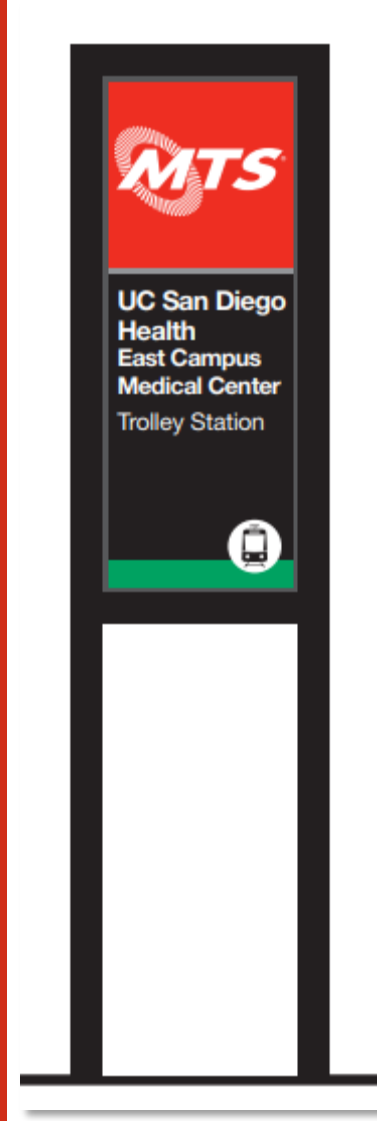 MTS
UC San Diego
Health
East Campus
Medical Center
Trolley Station